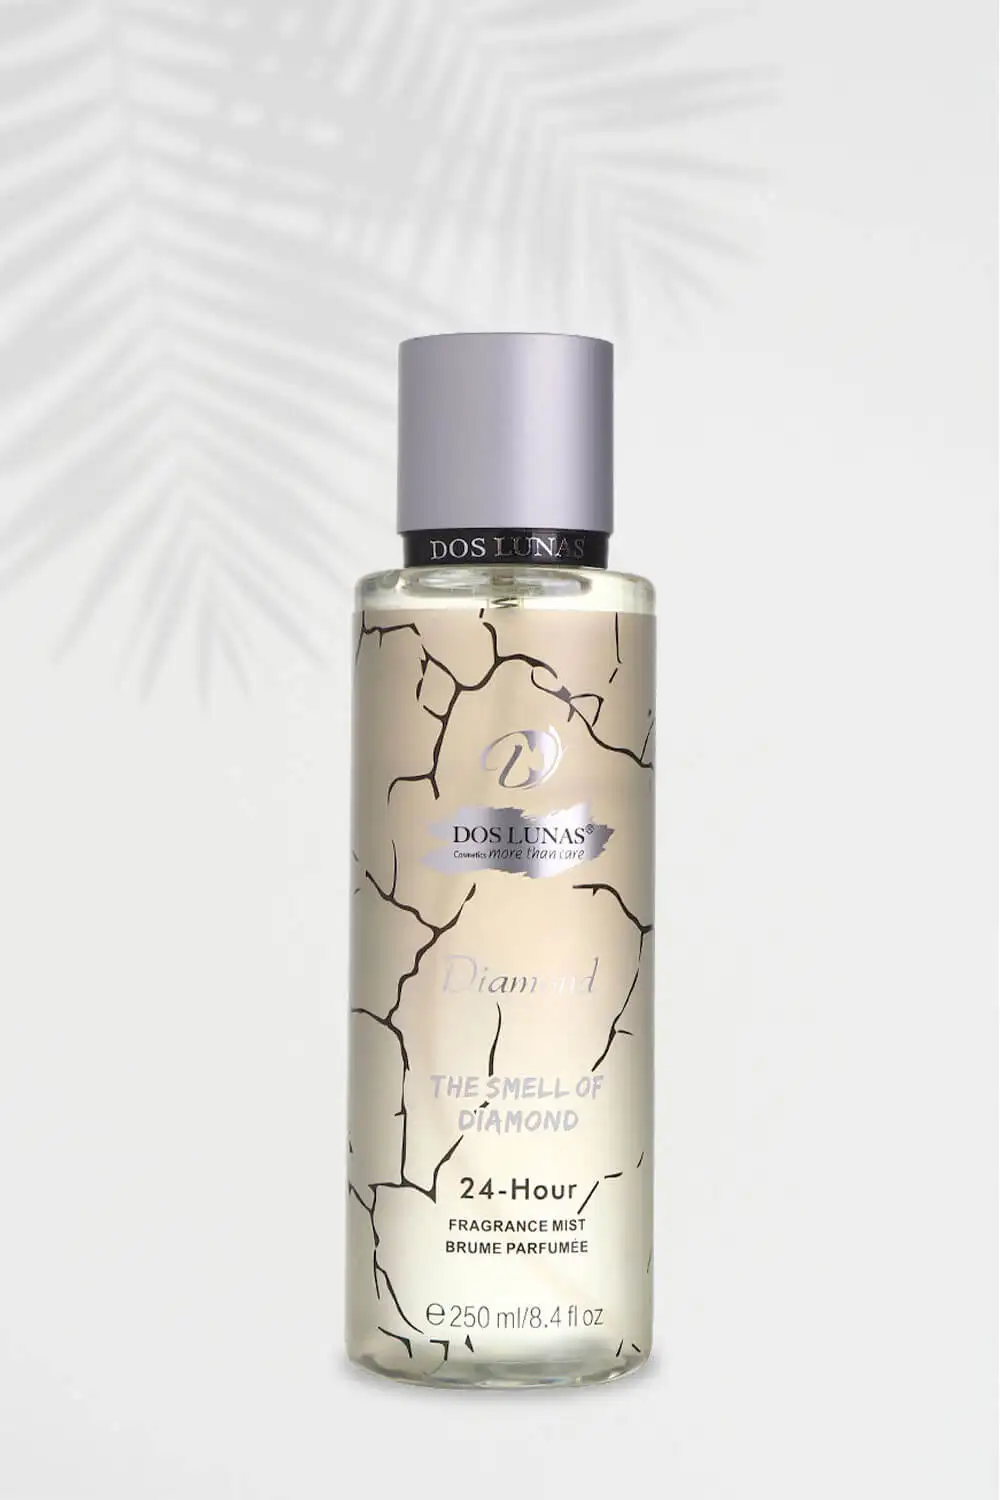 DOS LUNAS
DOS LUNAS®
Cosmetics more than care
Diamond
THE SMELL OF
DIAMOND
24-Hour
FRAGRANCE MIST
BRUME PARFUMÉE
℮250 ml/8.4 fl oz